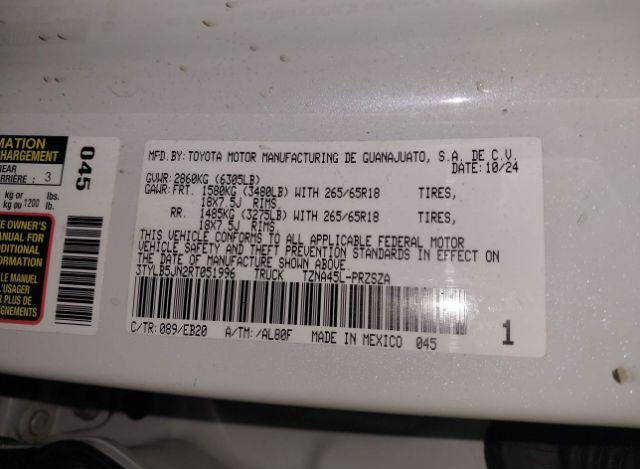 MATION
HARGEMENT
REAR
ARRIÈRE: 3
kg or lbs.
kg ou 1200 lb.
E OWNER'S
ANUAL FOR
DDITIONAL
FORMATION
LE MANUEL
L'USAGER
R PLUS DE
IGNEMENTS
045
MFD.BY:TOYOTA MOTOR MANUFACTURING DE GUANAJUATO, S.A. DE C.V.
DATE:10/24
GVWR:2860KG (6305LB)
GAWR:FRT. 1580KG (3480LB) WITH 265/65R18 TIRES,
18X7.5J RIMS,
RR. 1485KG (3275LB) WITH 265/65R18 TIRES,
18X7.5J RIMS.
THIS VEHICLE CONFORMS TO ALL APPLICABLE FEDERAL MOTOR
VEHICLE SAFETY AND THEFT PREVENTION STANDARDS IN EFFECT ON
THE DATE OF MANUFACTURE SHOWN ABOVE.
3TYLB5JN2RT051996 TRUCK TZNA45L-PRZSZA
C/TR:089/EB20 A/TM:/AL80F MADE IN MEXICO 045 1